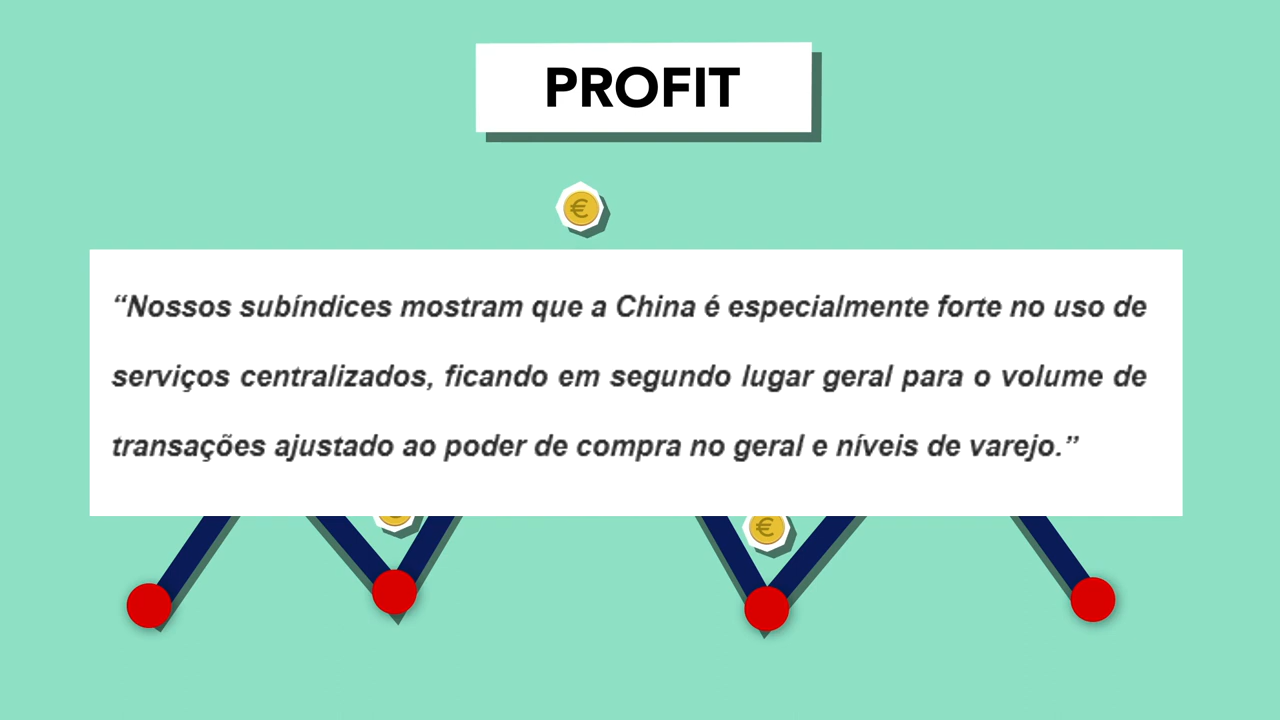 PROFIT
€
“Nossos subíndices mostram que a China é especialmente forte no uso de
serviços centralizados, ficando em segundo lugar geral para o volume de
transações ajustado ao poder de compra no geral e níveis de varejo.”
€
€